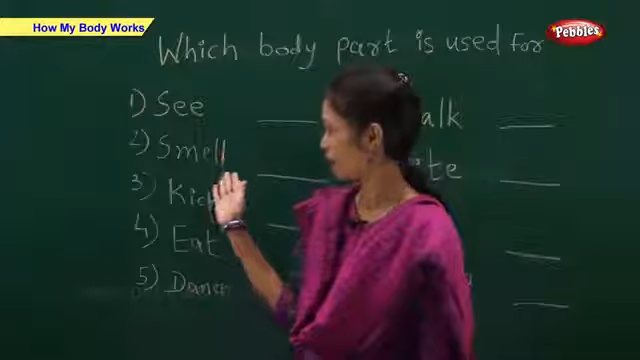 How My Body Works
Pebbles
Which body part is used for
1) See
alk
2) Smell
te
3) Kick
4) Eat
5) Dance